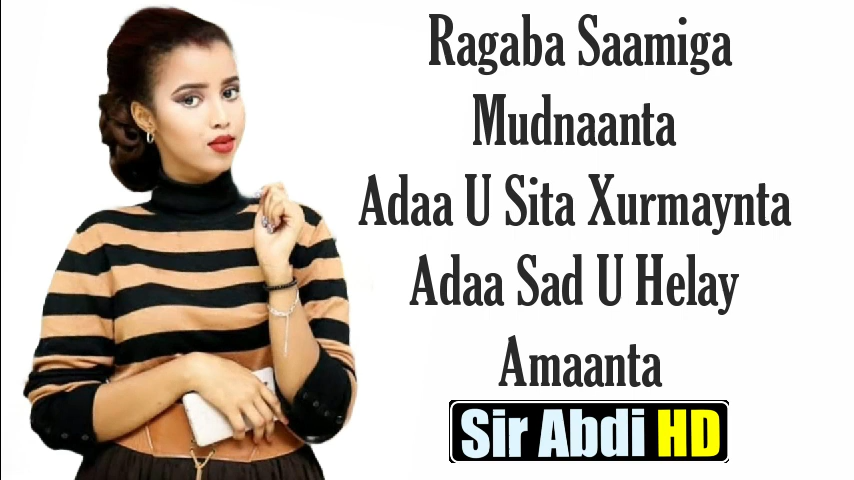 Ragaba Saamiga
Mudnaanta
Adaa U Sita Xurmaynta
Adaa Sad U Helay
Amaanta
Sir Abdi HD